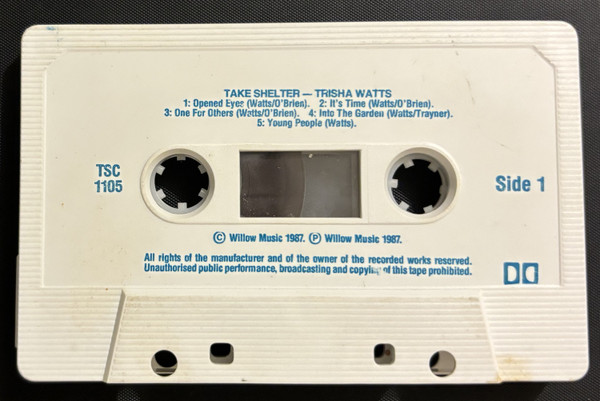 TAKE SHELTER — TRISHA WATTS
1: Opened Eyes (Watts/O'Brien). 2: It's Time (Watts/O'Brien).
3: One For Others (Watts/O'Brien). 4: Into The Garden (Watts/Trayner).
5: Young People (Watts).
TSC
1105
Side 1
Ⓒ Willow Music 1987. Ⓟ Willow Music 1987.
All rights of the manufacturer and of the owner of the recorded works reserved.
Unauthorised public performance, broadcasting and copying of this tape prohibited.